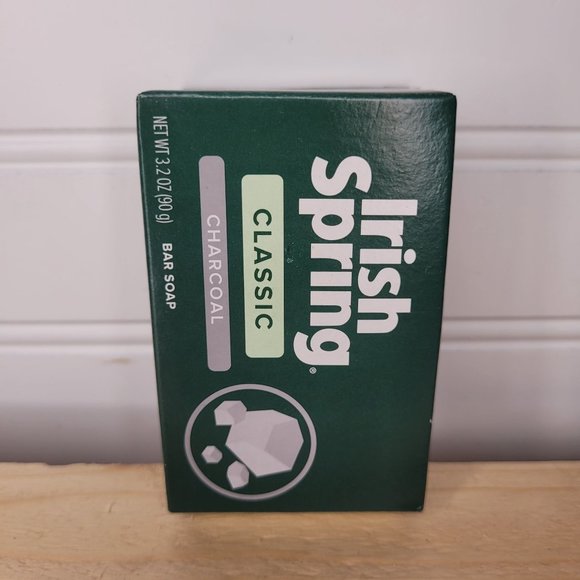 Irish
Spring®
CLASSIC
CHARCOAL
NET WT 3.2 OZ (90 g) BAR SOAP